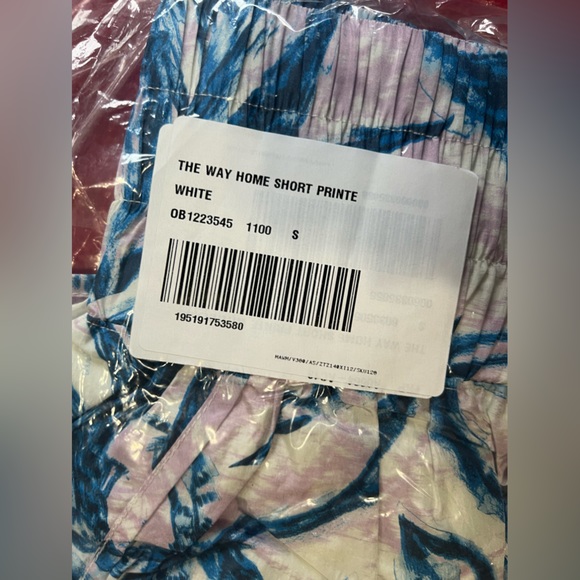 THE WAY HOME SHORT PRINTE
WHITE
OB1223545 1100 S
195191753580